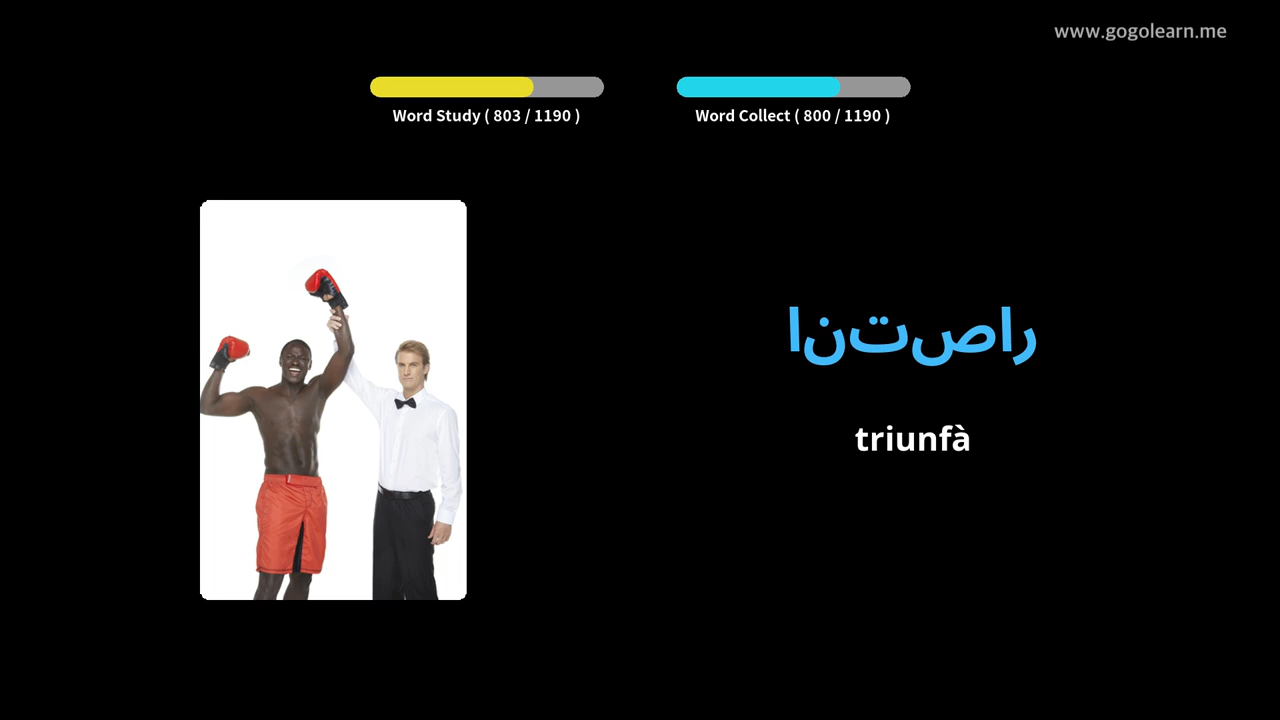 www.gogolearn.me
Word Study ( 803 / 1190 )
Word Collect ( 800 / 1190 )
انتصار
triunfà